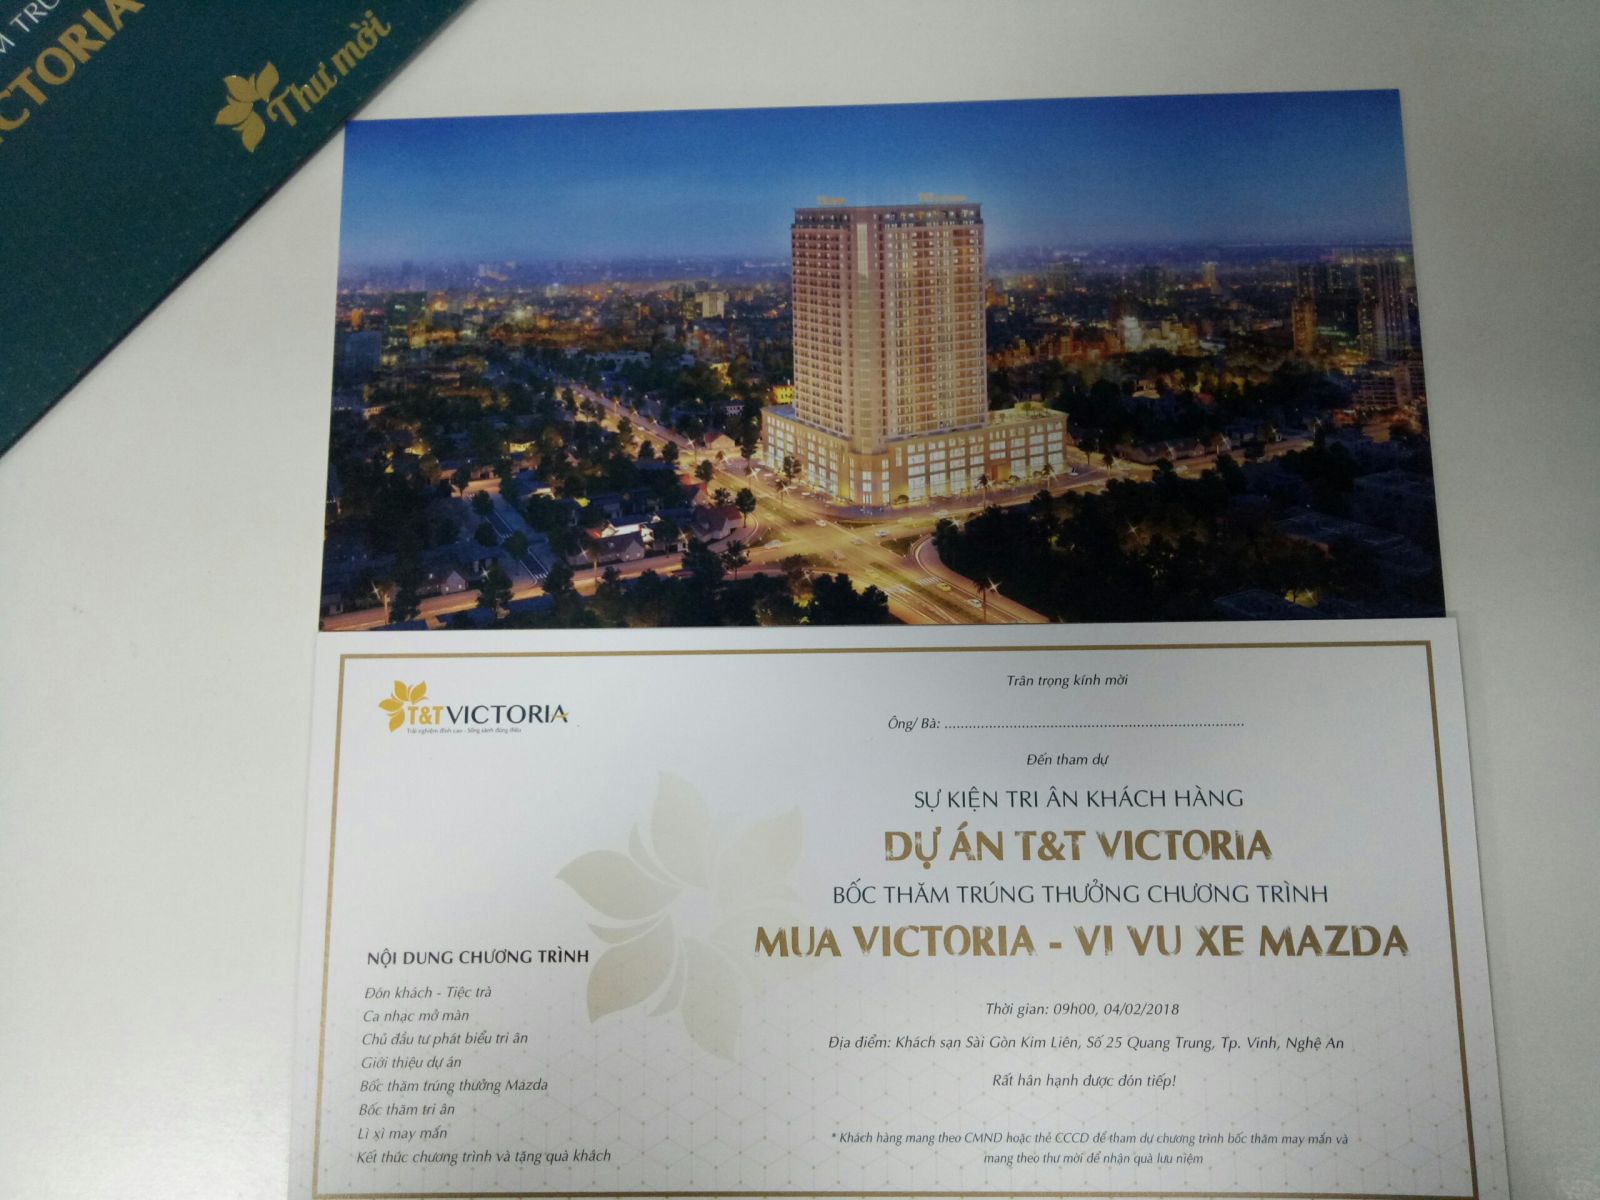 M TRÚ
VICTORIA
Thư mời
T&T VICTORIA
Trải nghiệm đỉnh cao - Sống sành đúng điệu
Trân trọng kính mời
Ông/ Bà: ..........................................................................
Đến tham dự
SỰ KIỆN TRI ÂN KHÁCH HÀNG
DỰ ÁN T&T VICTORIA
BỐC THĂM TRÚNG THƯỞNG CHƯƠNG TRÌNH
MUA VICTORIA - VI VU XE MAZDA
Thời gian: 09h00, 04/02/2018
Địa điểm: Khách sạn Sài Gòn Kim Liên, Số 25 Quang Trung, Tp. Vinh, Nghệ An
Rất hân hạnh được đón tiếp!
* Khách hàng mang theo CMND hoặc thẻ CCCD để tham dự chương trình bốc thăm may mắn và
mang theo thư mời để nhận quà lưu niệm
NỘI DUNG CHƯƠNG TRÌNH
Đón khách - Tiệc trà
Ca nhạc mở màn
Chủ đầu tư phát biểu tri ân
Giới thiệu dự án
Bốc thăm trúng thưởng Mazda
Bốc thăm tri ân
Lì xì may mắn
Kết thúc chương trình và tặng quà khách